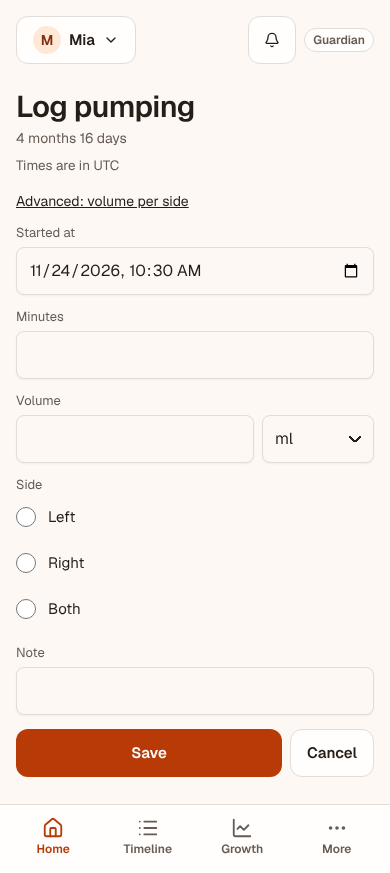 M Mia
Guardian
Log pumping
4 months 16 days
Times are in UTC
Advanced: volume per side
Started at
11/24/2026, 10:30 AM
Minutes
Volume
ml
Side
Left
Right
Both
Note
Save Cancel
Home Timeline Growth More